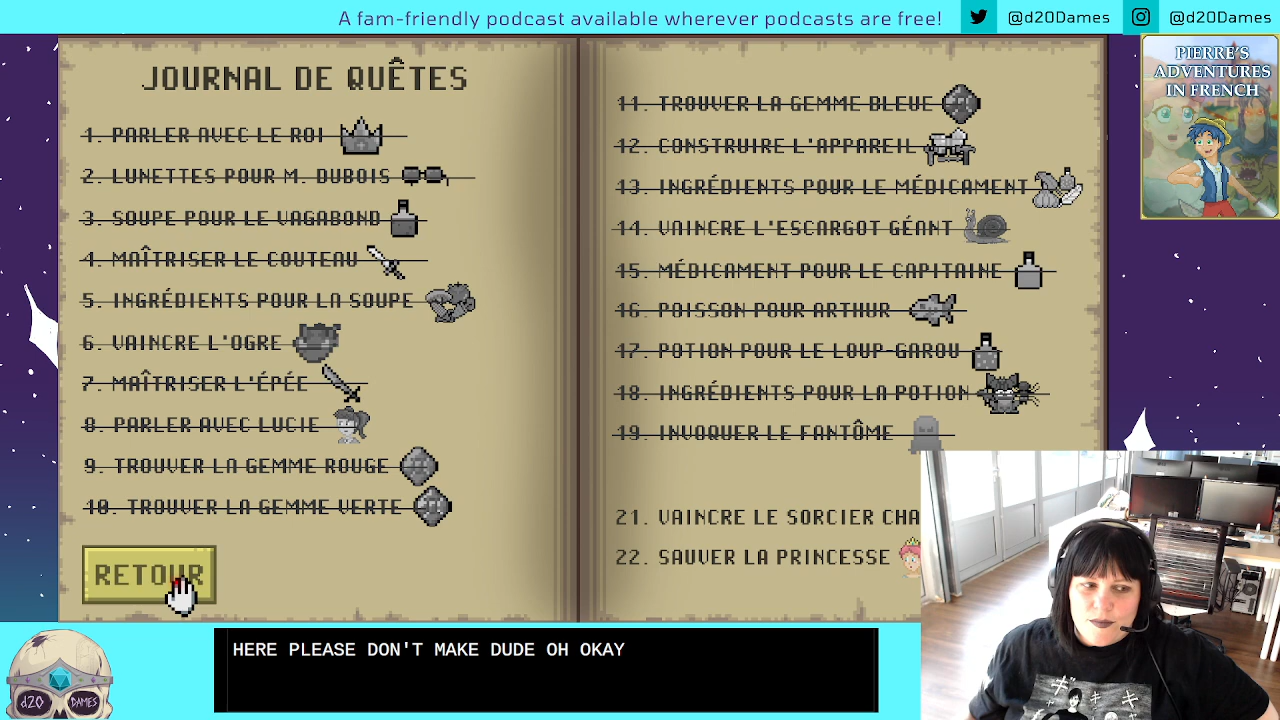 A fam-friendly podcast available wherever podcasts are free!
@d20Dames
@d20Dames
PIERRE'S
ADVENTURES
IN FRENCH
JOURNAL DE QUÊTES
1. PARLER AVEC LE ROI
2. LUNETTES POUR M. DUBOIS
3. SOUPE POUR LE VAGABOND
4. MAÎTRISER LE COUTEAU
5. INGRÉDIENTS POUR LA SOUPE
6. VAINCRE L'OGRE
7. MAÎTRISER L'ÉPÉE
8. PARLER AVEC LUCIE
9. TROUVER LA GEMME ROUGE
10. TROUVER LA GEMME VERTE
RETOUR
11. TROUVER LA GEMME BLEUE
12. CONSTRUIRE L'APPAREIL
13. INGRÉDIENTS POUR LE MÉDICAMENT
14. VAINCRE L'ESCARGOT GÉANT
15. MÉDICAMENT POUR LE CAPITAINE
16. POISSON POUR ARTHUR
17. POTION POUR LE LOUP-GAROU
18. INGRÉDIENTS POUR LA POTION
19. INVOQUER LE FANTÔME
21. VAINCRE LE SORCIER CHA
22. SAUVER LA PRINCESSE
d20 DAMES
HERE PLEASE DON'T MAKE DUDE OH OKAY